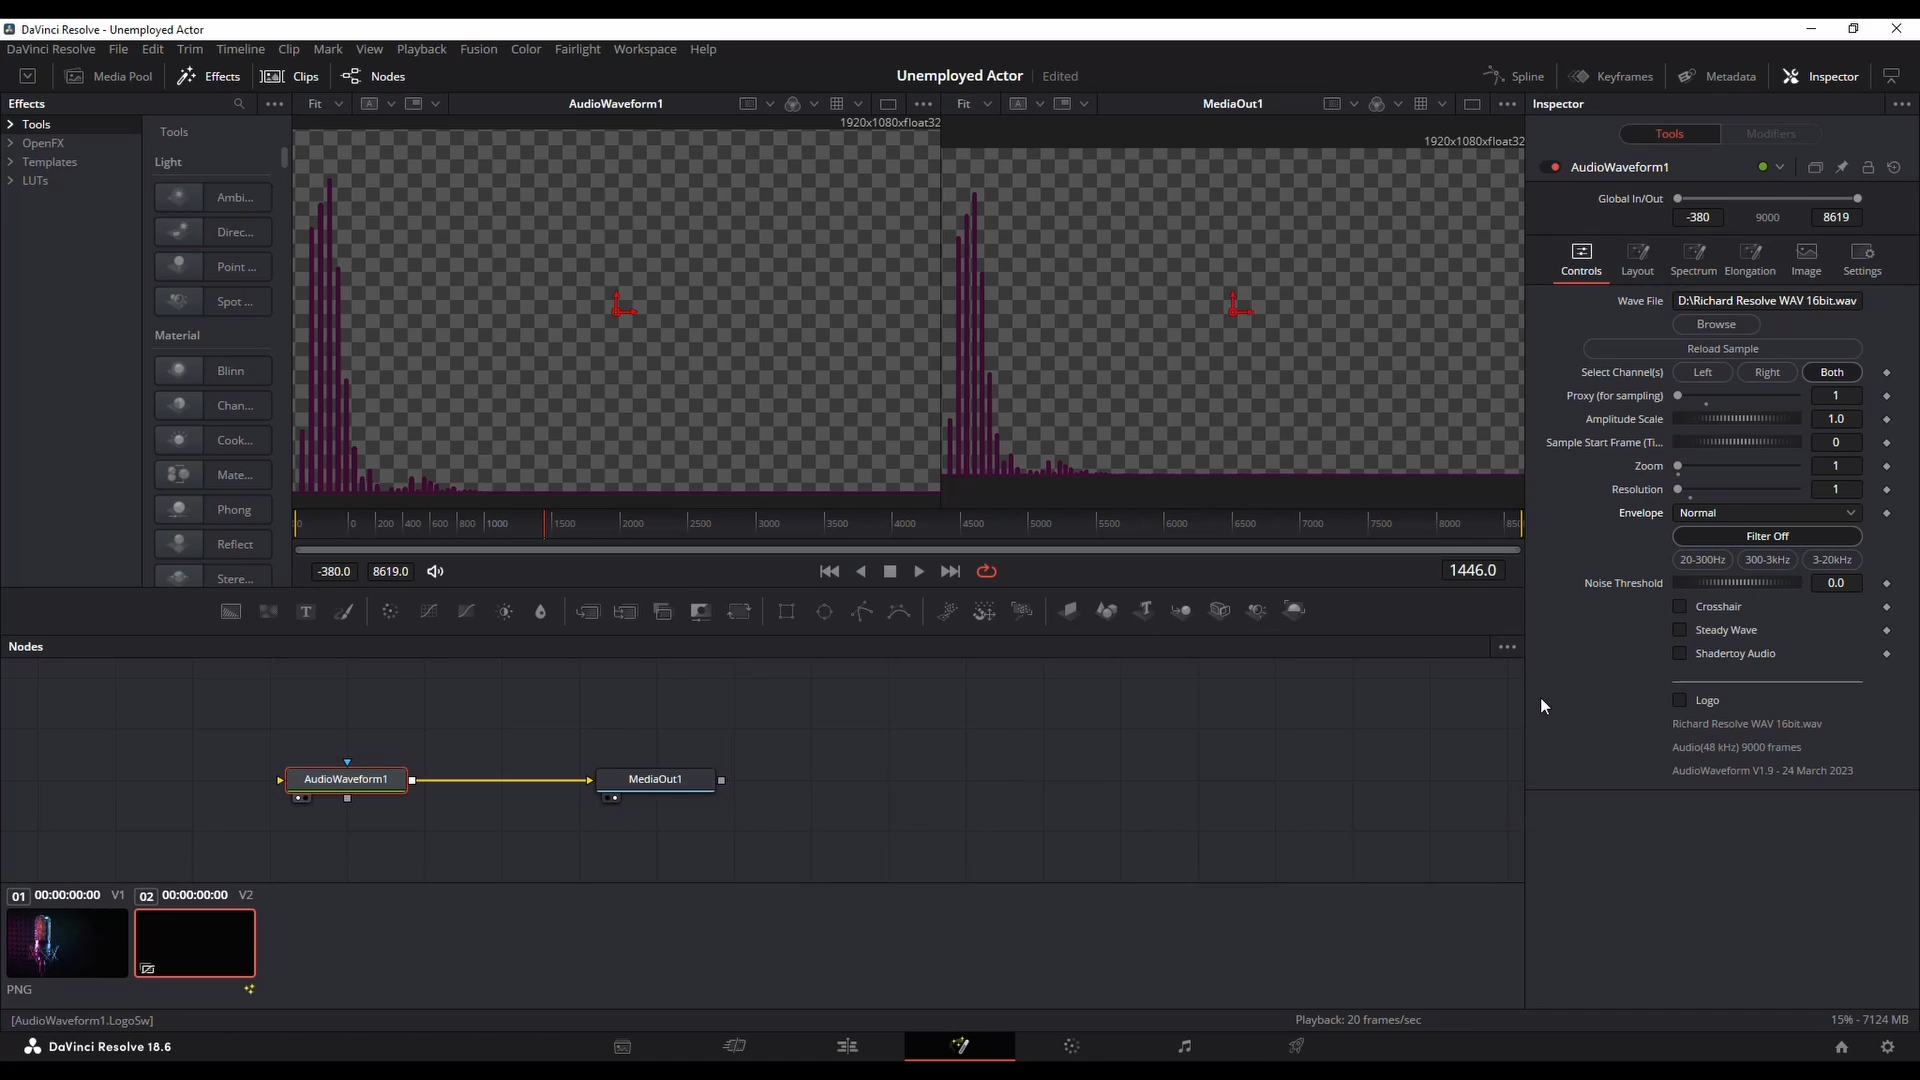 DaVinci Resolve - Unemployed Actor
DaVinci Resolve File Edit Trim Timeline Clip Mark View Playback Fusion Color Fairlight Workspace Help
Media Pool Effects Clips Nodes Unemployed Actor Edited Spline Keyframes Metadata Inspector
Effects Fit A AudioWaveform1 Fit A MediaOut1 Inspector
1920x1080xfloat32
1920x1080xfloat32
Tools
OpenFX
Templates
LUTs
Tools
Light
Ambi...
Direc...
Point ...
Spot ...
Material
Blinn
Chan...
Cook...
Mate...
Phong
Reflect
Stere...
0 200 400 600 800 1000 1500 2000 2500 3000 3500 4000 4500 5000 5500 6000 6500 7000 7500 8000 850
-380.0 8619.0 1446.0
Tools Modifiers
AudioWaveform1
Global In/Out
-380 9000 8619
Controls Layout Spectrum Elongation Image Settings
Wave File D:\Richard Resolve WAV 16bit.wav
Browse
Reload Sample
Select Channel(s) Left Right Both
Proxy (for sampling) 1
Amplitude Scale 1.0
Sample Start Frame (Ti... 0
Zoom 1
Resolution 1
Envelope Normal
Filter Off
20-300Hz 300-3kHz 3-20kHz
Noise Threshold 0.0
Crosshair
Steady Wave
Shadertoy Audio
Logo
Richard Resolve WAV 16bit.wav
Audio(48 kHz) 9000 frames
AudioWaveform V1.9 - 24 March 2023
T
T
Nodes
AudioWaveform1 MediaOut1
01 00:00:00:00 V1 02 00:00:00:00 V2
PNG
[AudioWaveform1.LogoSw] Playback: 20 frames/sec 15% - 7124 MB
DaVinci Resolve 18.6